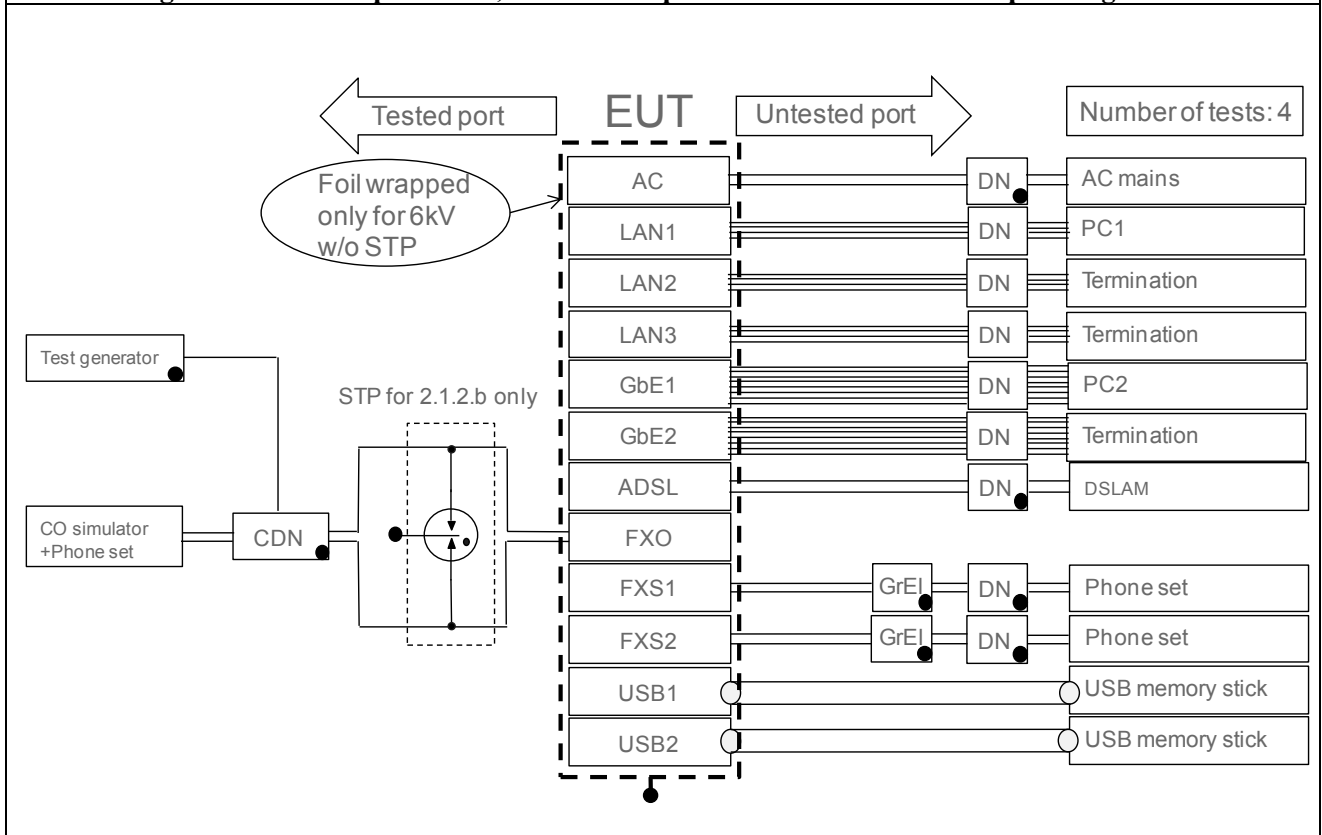 Tested port
EUT
Untested port
Number of tests: 4
Foil wrapped
only for 6kV
w/o STP
AC
DN
AC mains
LAN1
DN
PC1
LAN2
DN
Termination
LAN3
DN
Termination
Test generator
GbE1
DN
PC2
STP for 2.1.2.b only
GbE2
DN
Termination
ADSL
DN
DSLAM
CO simulator
+Phone set
CDN
FXO
FXS1
GrEl
DN
Phone set
FXS2
GrEl
DN
Phone set
USB1
USB memory stick
USB2
USB memory stick